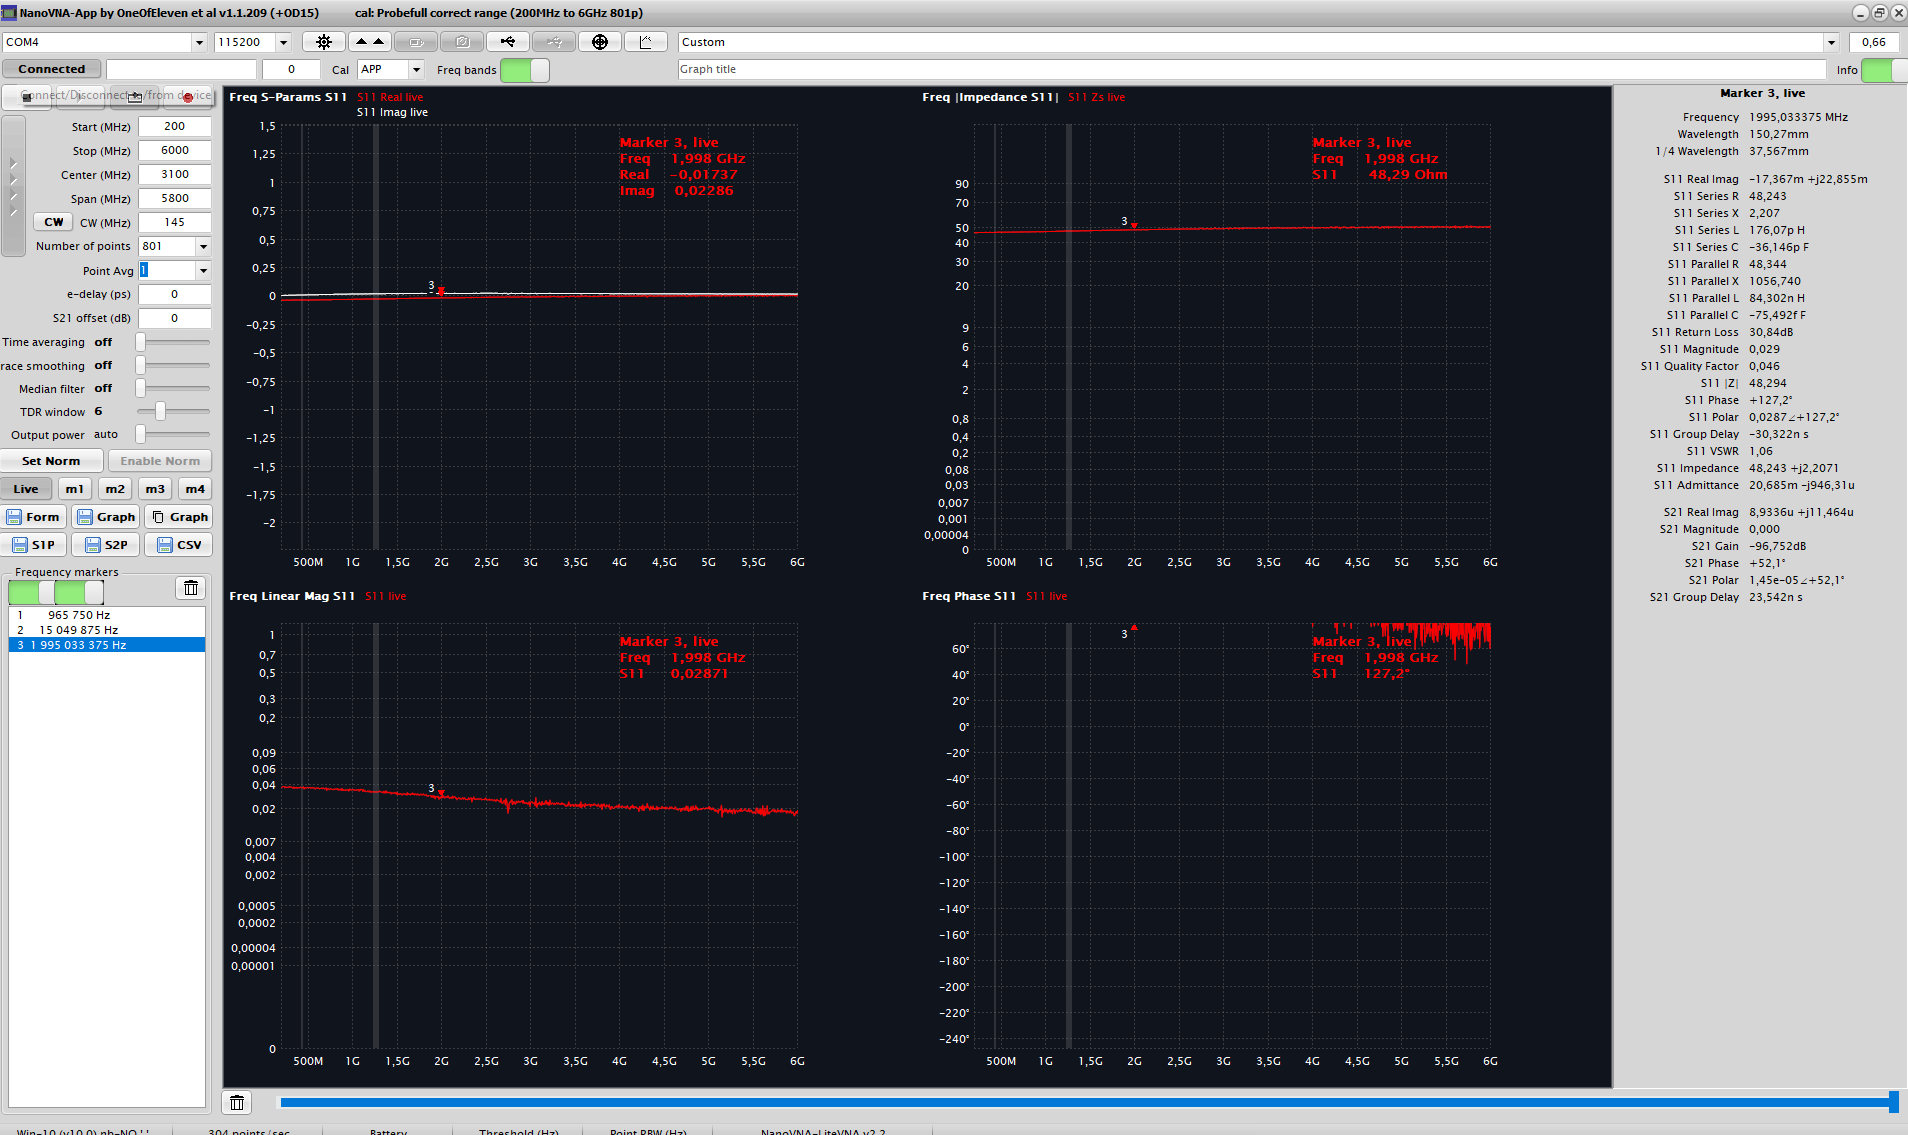 NanoVNA-App by OneOfEleven et al v1.1.209 (+OD15) cal: Probefull correct range (200MHz to 6GHz 801p)
COM4 115200 Custom 0,66
Connected 0 Cal APP Freq bands Graph title Info
Connect/Disconnect to/from device
Start (MHz) 200
Stop (MHz) 6000
Center (MHz) 3100
Span (MHz) 5800
CW CW (MHz) 145
Number of points 801
Point Avg 1
e-delay (ps) 0
S21 offset (dB) 0
Time averaging off
race smoothing off
Median filter off
TDR window 6
Output power auto
Set Norm Enable Norm
Live m1 m2 m3 m4
Form Graph Graph
S1P S2P CSV
Frequency markers
1 965 750 Hz
2 15 049 875 Hz
3 1 995 033 375 Hz
Freq S-Params S11 S11 Real live
S11 Imag live
1,5
1,25
1
0,75
0,5
0,25
0
-0,25
-0,5
-0,75
-1
-1,25
-1,5
-1,75
-2
Marker 3, live
Freq 1,998 GHz
Real -0,01737
Imag 0,02286
3
500M 1G 1,5G 2G 2,5G 3G 3,5G 4G 4,5G 5G 5,5G 6G
Freq |Impedance S11| S11 Zs live
90
70
50
40
30
20
9
6
4
2
0,8
0,4
0,2
0,08
0,03
0,007
0,001
0,00004
0
Marker 3, live
Freq 1,998 GHz
S11 48,29 Ohm
3
500M 1G 1,5G 2G 2,5G 3G 3,5G 4G 4,5G 5G 5,5G 6G
Freq Linear Mag S11 S11 live
1
0,7
0,5
0,3
0,2
0,09
0,06
0,04
0,02
0,007
0,004
0,002
0,0005
0,0002
0,00004
0,00001
0
Marker 3, live
Freq 1,998 GHz
S11 0,02871
3
500M 1G 1,5G 2G 2,5G 3G 3,5G 4G 4,5G 5G 5,5G 6G
Freq Phase S11 S11 live
60°
40°
20°
0°
-20°
-40°
-60°
-80°
-100°
-120°
-140°
-160°
-180°
-200°
-220°
-240°
3
Marker 3, live
Freq 1,998 GHz
S11 127,2°
500M 1G 1,5G 2G 2,5G 3G 3,5G 4G 4,5G 5G 5,5G 6G
Marker 3, live
Frequency 1995,033375 MHz
Wavelength 150,27mm
1/4 Wavelength 37,567mm
S11 Real Imag -17,367m +j22,855m
S11 Series R 48,243
S11 Series X 2,207
S11 Series L 176,07p H
S11 Series C -36,146p F
S11 Parallel R 48,344
S11 Parallel X 1056,740
S11 Parallel L 84,302n H
S11 Parallel C -75,492f F
S11 Return Loss 30,84dB
S11 Magnitude 0,029
S11 Quality Factor 0,046
S11 |Z| 48,294
S11 Phase +127,2°
S11 Polar 0,0287∠+127,2°
S11 Group Delay -30,322n s
S11 VSWR 1,06
S11 Impedance 48,243 +j2,2071
S11 Admittance 20,685m -j946,31u
S21 Real Imag 8,9336u +j11,464u
S21 Magnitude 0,000
S21 Gain -96,752dB
S21 Phase +52,1°
S21 Polar 1,45e-05∠+52,1°
S21 Group Delay 23,542n s
Win-10 (v10.0) nb-NO ',' 304 points/sec Battery Threshold (Hz) Point RBW (Hz) NanoVNA-LiteVNA v2.2